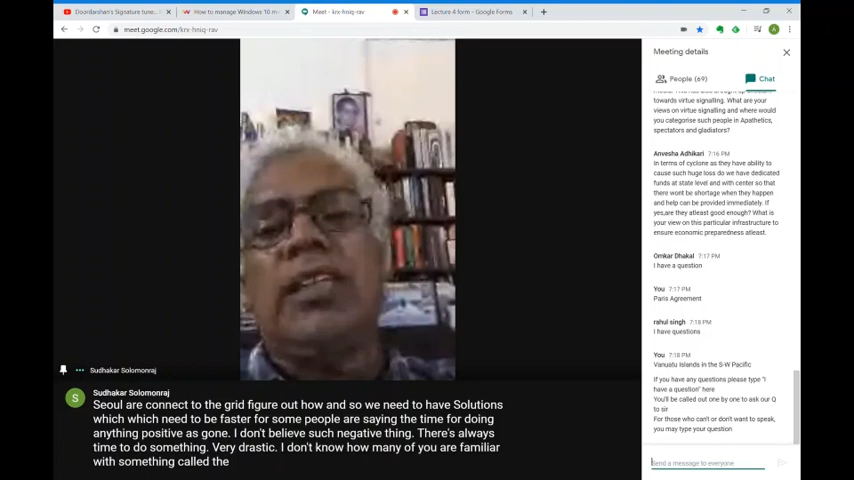 Doordarshan's Signature tune...
How to manage Windows 10 n
Meet - krx-hniq-rav
Lecture 4 form - Google Forms
meet.google.com/krx-hniq-rav
Meeting details
People (69)
Chat
towards virtue signalling. What are your
views on virtue signalling and where would
you categorise such people in Apathetics,
spectators and gladiators?
Anvesha Adhikari 7:16 PM
In terms of cyclone as they have ability to
cause such huge loss do we have dedicated
funds at state level and with center so that
there wont be shortage when they happen
and help can be provided immediately. If
yes,are they atleast good enough? What is
your view on this particular infrastructure to
ensure economic preparedness atleast.
Omkar Dhakal 7:17 PM
I have a question
You 7:17 PM
Paris Agreement
rahul singh 7:18 PM
I have questions
You 7:18 PM
Vanuatu Islands in the S-W Pacific
If you have any questions please type "I
have a question" here
You'll be called out one by one to ask our Q
to sir
For those who can't or don't want to speak,
you may type your question
Send a message to everyone
Sudhakar Solomonraj
S
Sudhakar Solomonraj
Seoul are connect to the grid figure out how and so we need to have Solutions
which which need to be faster for some people are saying the time for doing
anything positive as gone. I don't believe such negative thing. There's always
time to do something. Very drastic. I don't know how many of you are familiar
with something called the